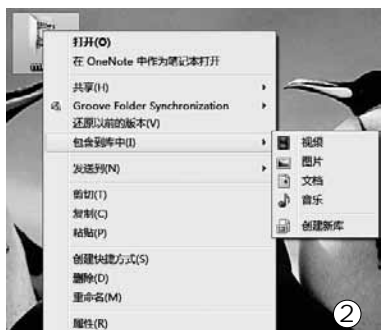 打开(O)
在 OneNote 中作为笔记本打开
共享(H)
Groove Folder Synchronization
还原以前的版本(V)
包含到库中(I)
视频
图片
文档
音乐
创建新库
发送到(N)
剪切(T)
复制(C)
粘贴(P)
创建快捷方式(S)
删除(D)
重命名(M)
属性(R)
2